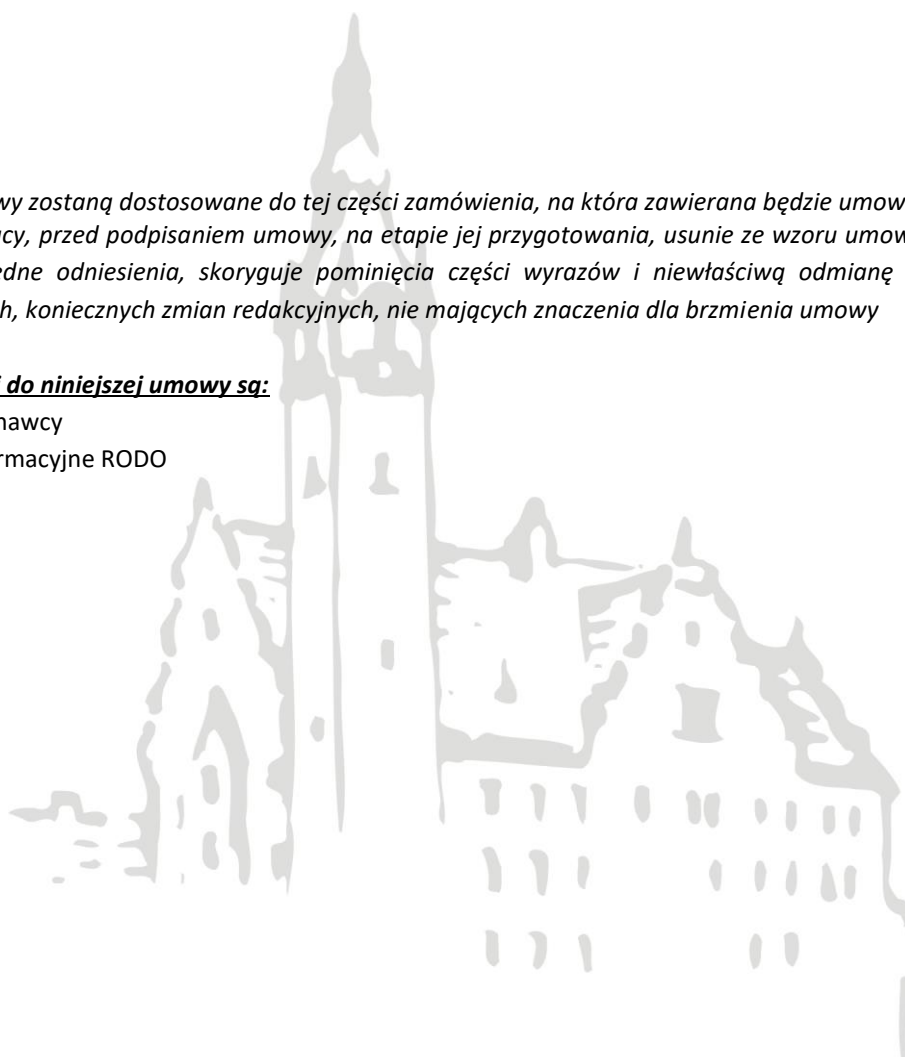 wy zostaną dostosowane do tej części zamówienia, na która zawierana będzie umow
cy, przed podpisaniem umowy, na etapie jej przygotowania, usunie ze wzoru umow
edne odniesienia, skoryguje pominięcia części wyrazów i niewłaściwą odmianę
h, koniecznych zmian redakcyjnych, nie mających znaczenia dla brzmienia umowy
i do niniejszej umowy są:
nawcy
rmacyjne RODO